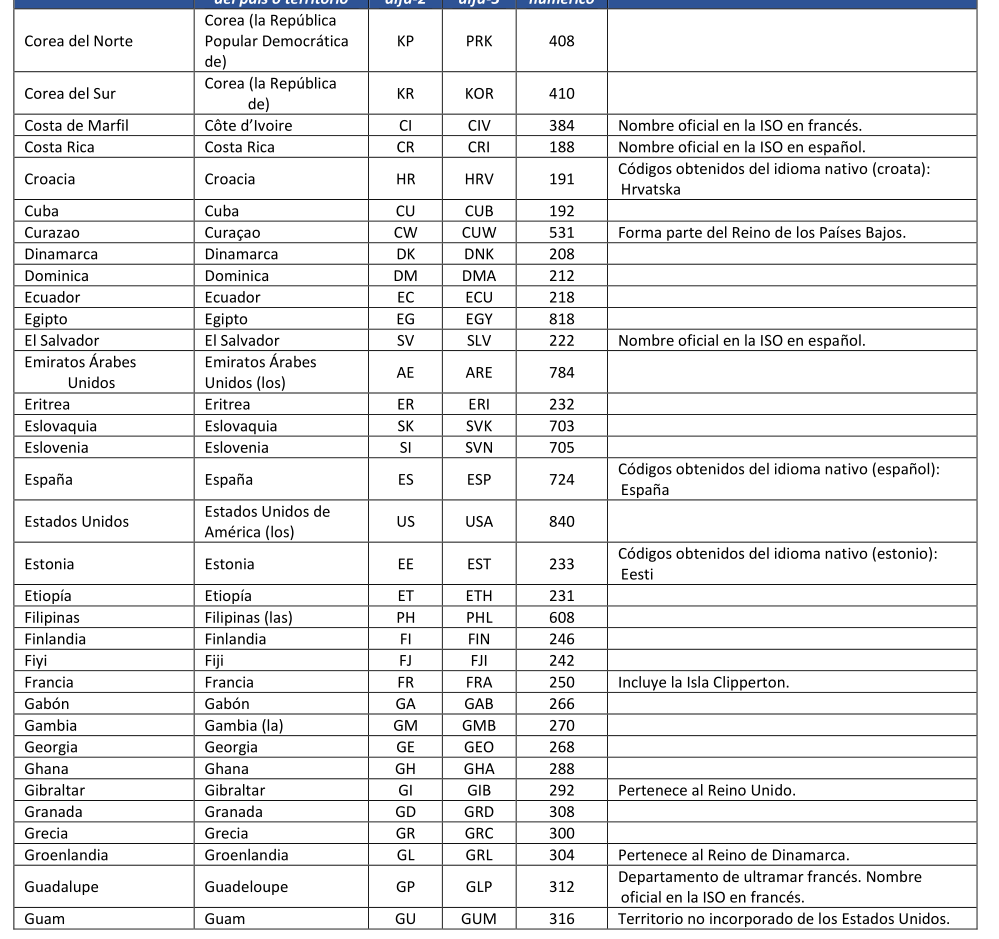 del país o territorio alfa-2 alfa-3 numérico
Corea del Norte Corea (la República Popular Democrática de) KP PRK 408
Corea del Sur Corea (la República de) KR KOR 410
Costa de Marfil Côte d’Ivoire CI CIV 384 Nombre oficial en la ISO en francés.
Costa Rica Costa Rica CR CRI 188 Nombre oficial en la ISO en español.
Croacia Croacia HR HRV 191 Códigos obtenidos del idioma nativo (croata): Hrvatska
Cuba Cuba CU CUB 192
Curazao Curaçao CW CUW 531 Forma parte del Reino de los Países Bajos.
Dinamarca Dinamarca DK DNK 208
Dominica Dominica DM DMA 212
Ecuador Ecuador EC ECU 218
Egipto Egipto EG EGY 818
El Salvador El Salvador SV SLV 222 Nombre oficial en la ISO en español.
Emiratos Árabes Unidos Emiratos Árabes Unidos (los) AE ARE 784
Eritrea Eritrea ER ERI 232
Eslovaquia Eslovaquia SK SVK 703
Eslovenia Eslovenia SI SVN 705
España España ES ESP 724 Códigos obtenidos del idioma nativo (español): España
Estados Unidos Estados Unidos de América (los) US USA 840
Estonia Estonia EE EST 233 Códigos obtenidos del idioma nativo (estonio): Eesti
Etiopía Etiopía ET ETH 231
Filipinas Filipinas (las) PH PHL 608
Finlandia Finlandia FI FIN 246
Fiyi Fiji FJ FJI 242
Francia Francia FR FRA 250 Incluye la Isla Clipperton.
Gabón Gabón GA GAB 266
Gambia Gambia (la) GM GMB 270
Georgia Georgia GE GEO 268
Ghana Ghana GH GHA 288
Gibraltar Gibraltar GI GIB 292 Pertenece al Reino Unido.
Granada Granada GD GRD 308
Grecia Grecia GR GRC 300
Groenlandia Groenlandia GL GRL 304 Pertenece al Reino de Dinamarca.
Guadalupe Guadeloupe GP GLP 312 Departamento de ultramar francés. Nombre oficial en la ISO en francés.
Guam Guam GU GUM 316 Territorio no incorporado de los Estados Unidos.